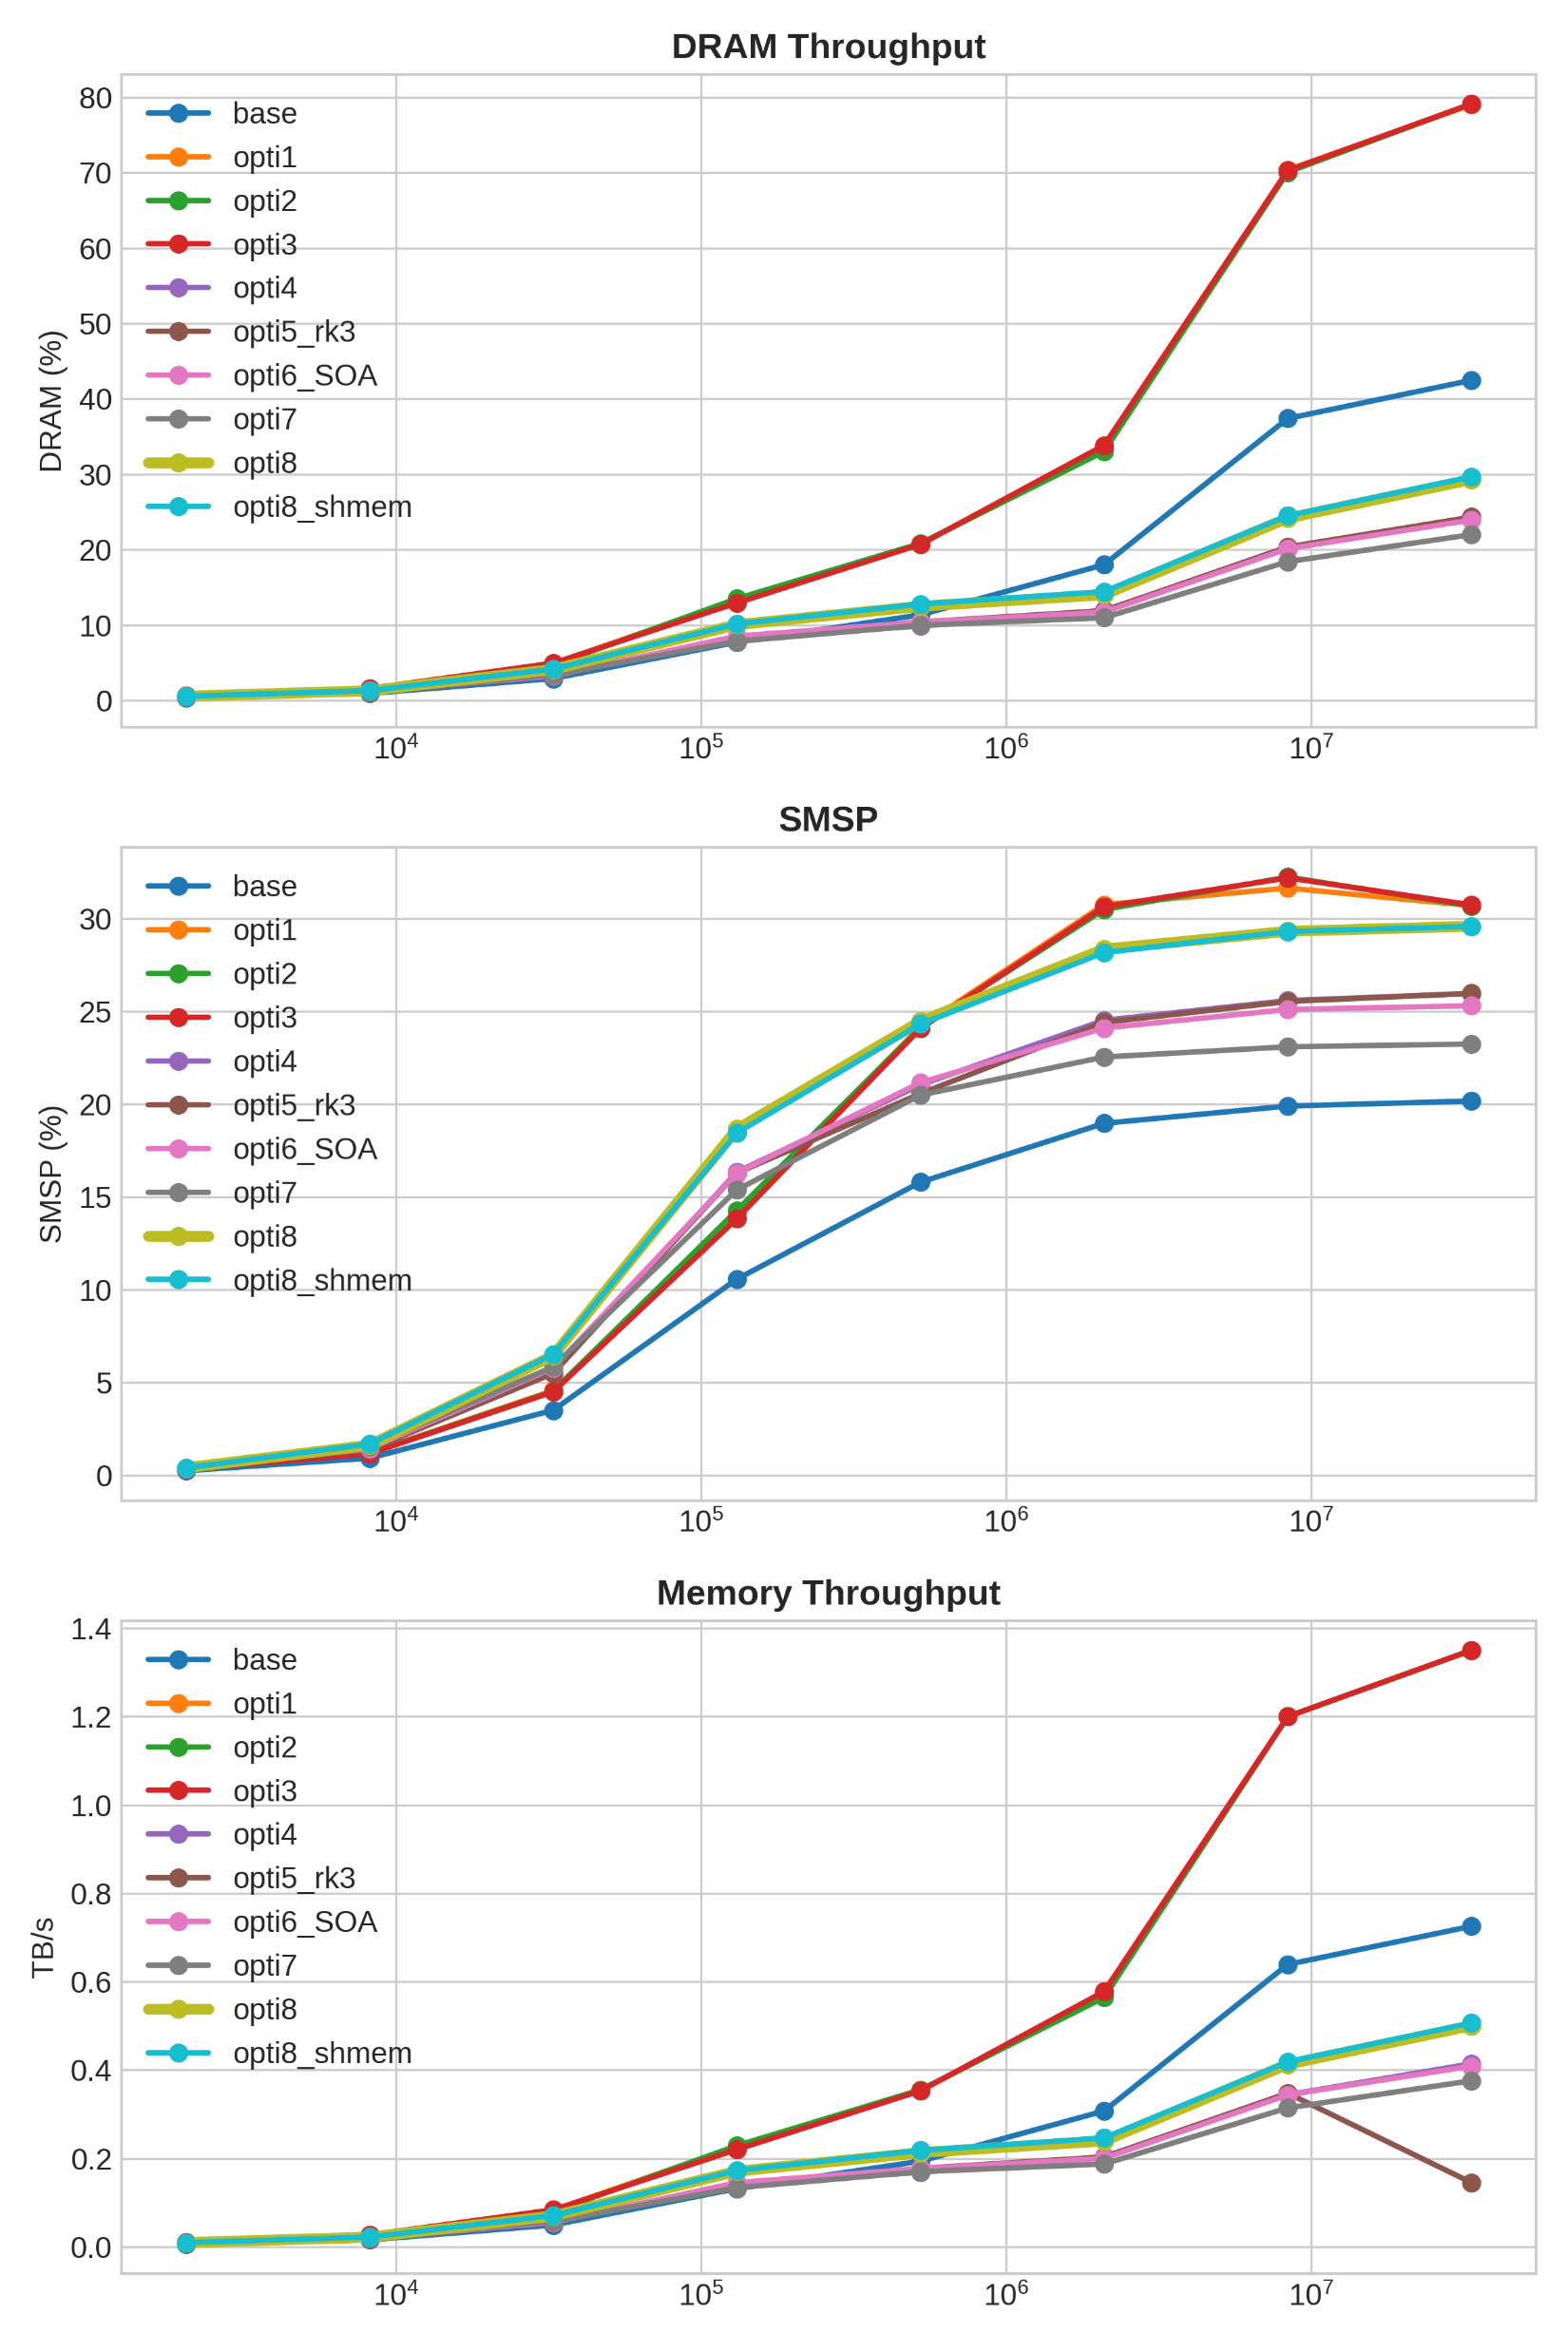 DRAM Throughput
DRAM (%)
80
70
60
50
40
30
20
10
0
base
opti1
opti2
opti3
opti4
opti5_rk3
opti6_SOA
opti7
opti8
opti8_shmem
10⁴ 10⁵ 10⁶ 10⁷
SMSP
SMSP (%)
30
25
20
15
10
5
0
base
opti1
opti2
opti3
opti4
opti5_rk3
opti6_SOA
opti7
opti8
opti8_shmem
10⁴ 10⁵ 10⁶ 10⁷
Memory Throughput
TB/s
1.4
1.2
1.0
0.8
0.6
0.4
0.2
0.0
base
opti1
opti2
opti3
opti4
opti5_rk3
opti6_SOA
opti7
opti8
opti8_shmem
10⁴ 10⁵ 10⁶ 10⁷